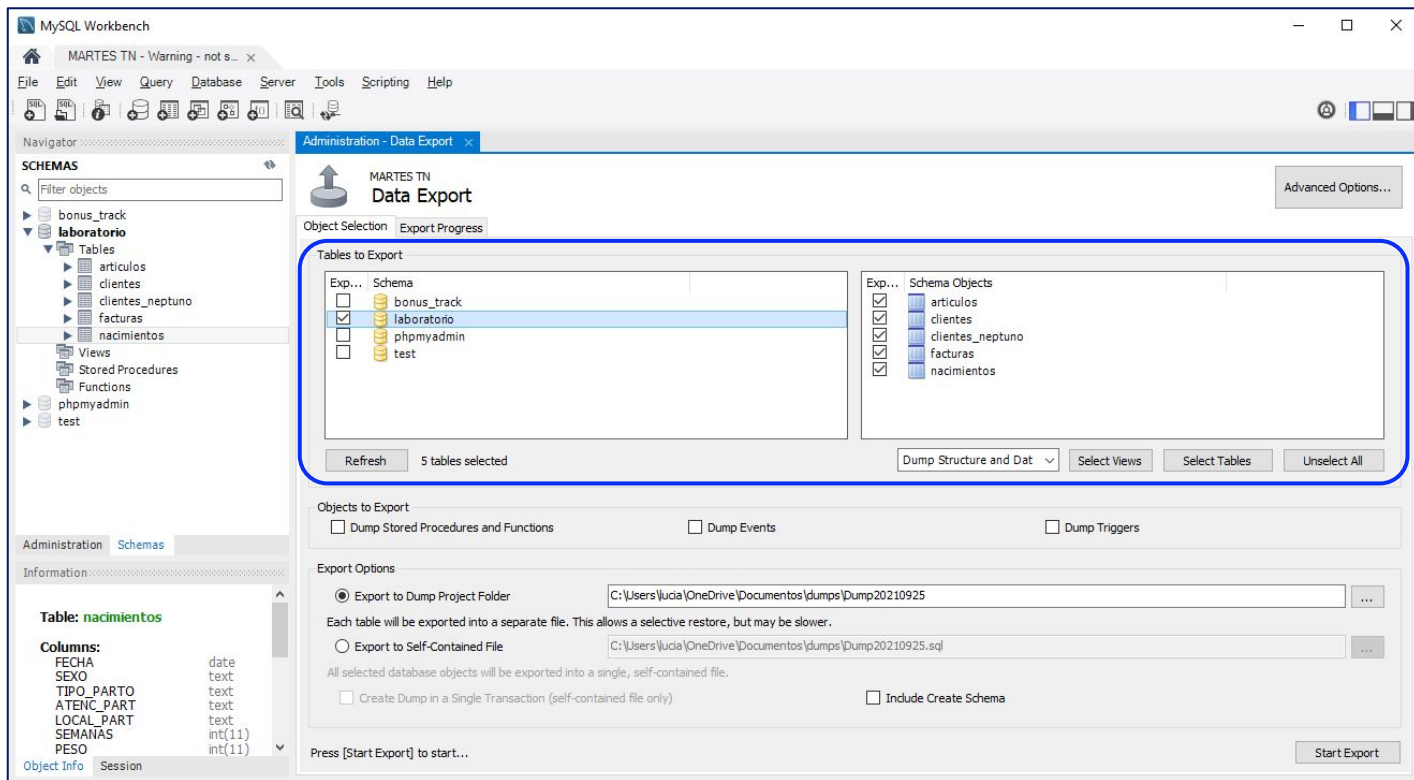 MySQL Workbench
MARTES TN - Warning - not s...
File Edit View Query Database Server Tools Scripting Help
Navigator
SCHEMAS
Filter objects
bonus_track
laboratorio
Tables
articulos
clientes
clientes_neptuno
facturas
nacimientos
Views
Stored Procedures
Functions
phpmyadmin
test
Administration Schemas
Information
Table: nacimientos
Columns:
FECHA date
SEXO text
TIPO_PARTO text
ATENC_PART text
LOCAL_PART text
SEMANAS int(11)
PESO int(11)
Object Info Session
Administration - Data Export
MARTES TN
Data Export
Advanced Options...
Object Selection Export Progress
Tables to Export
Exp... Schema
bonus_track
laboratorio
phpmyadmin
test
Exp... Schema Objects
articulos
clientes
clientes_neptuno
facturas
nacimientos
Refresh 5 tables selected Dump Structure and Dat Select Views Select Tables Unselect All
Objects to Export
Dump Stored Procedures and Functions Dump Events Dump Triggers
Export Options
Export to Dump Project Folder C:\Users\lucia\OneDrive\Documentos\dumps\Dump20210925 ...
Each table will be exported into a separate file. This allows a selective restore, but may be slower.
Export to Self-Contained File C:\Users\lucia\OneDrive\Documentos\dumps\Dump20210925.sql ...
All selected database objects will be exported into a single, self-contained file.
Create Dump in a Single Transaction (self-contained file only) Include Create Schema
Press [Start Export] to start... Start Export